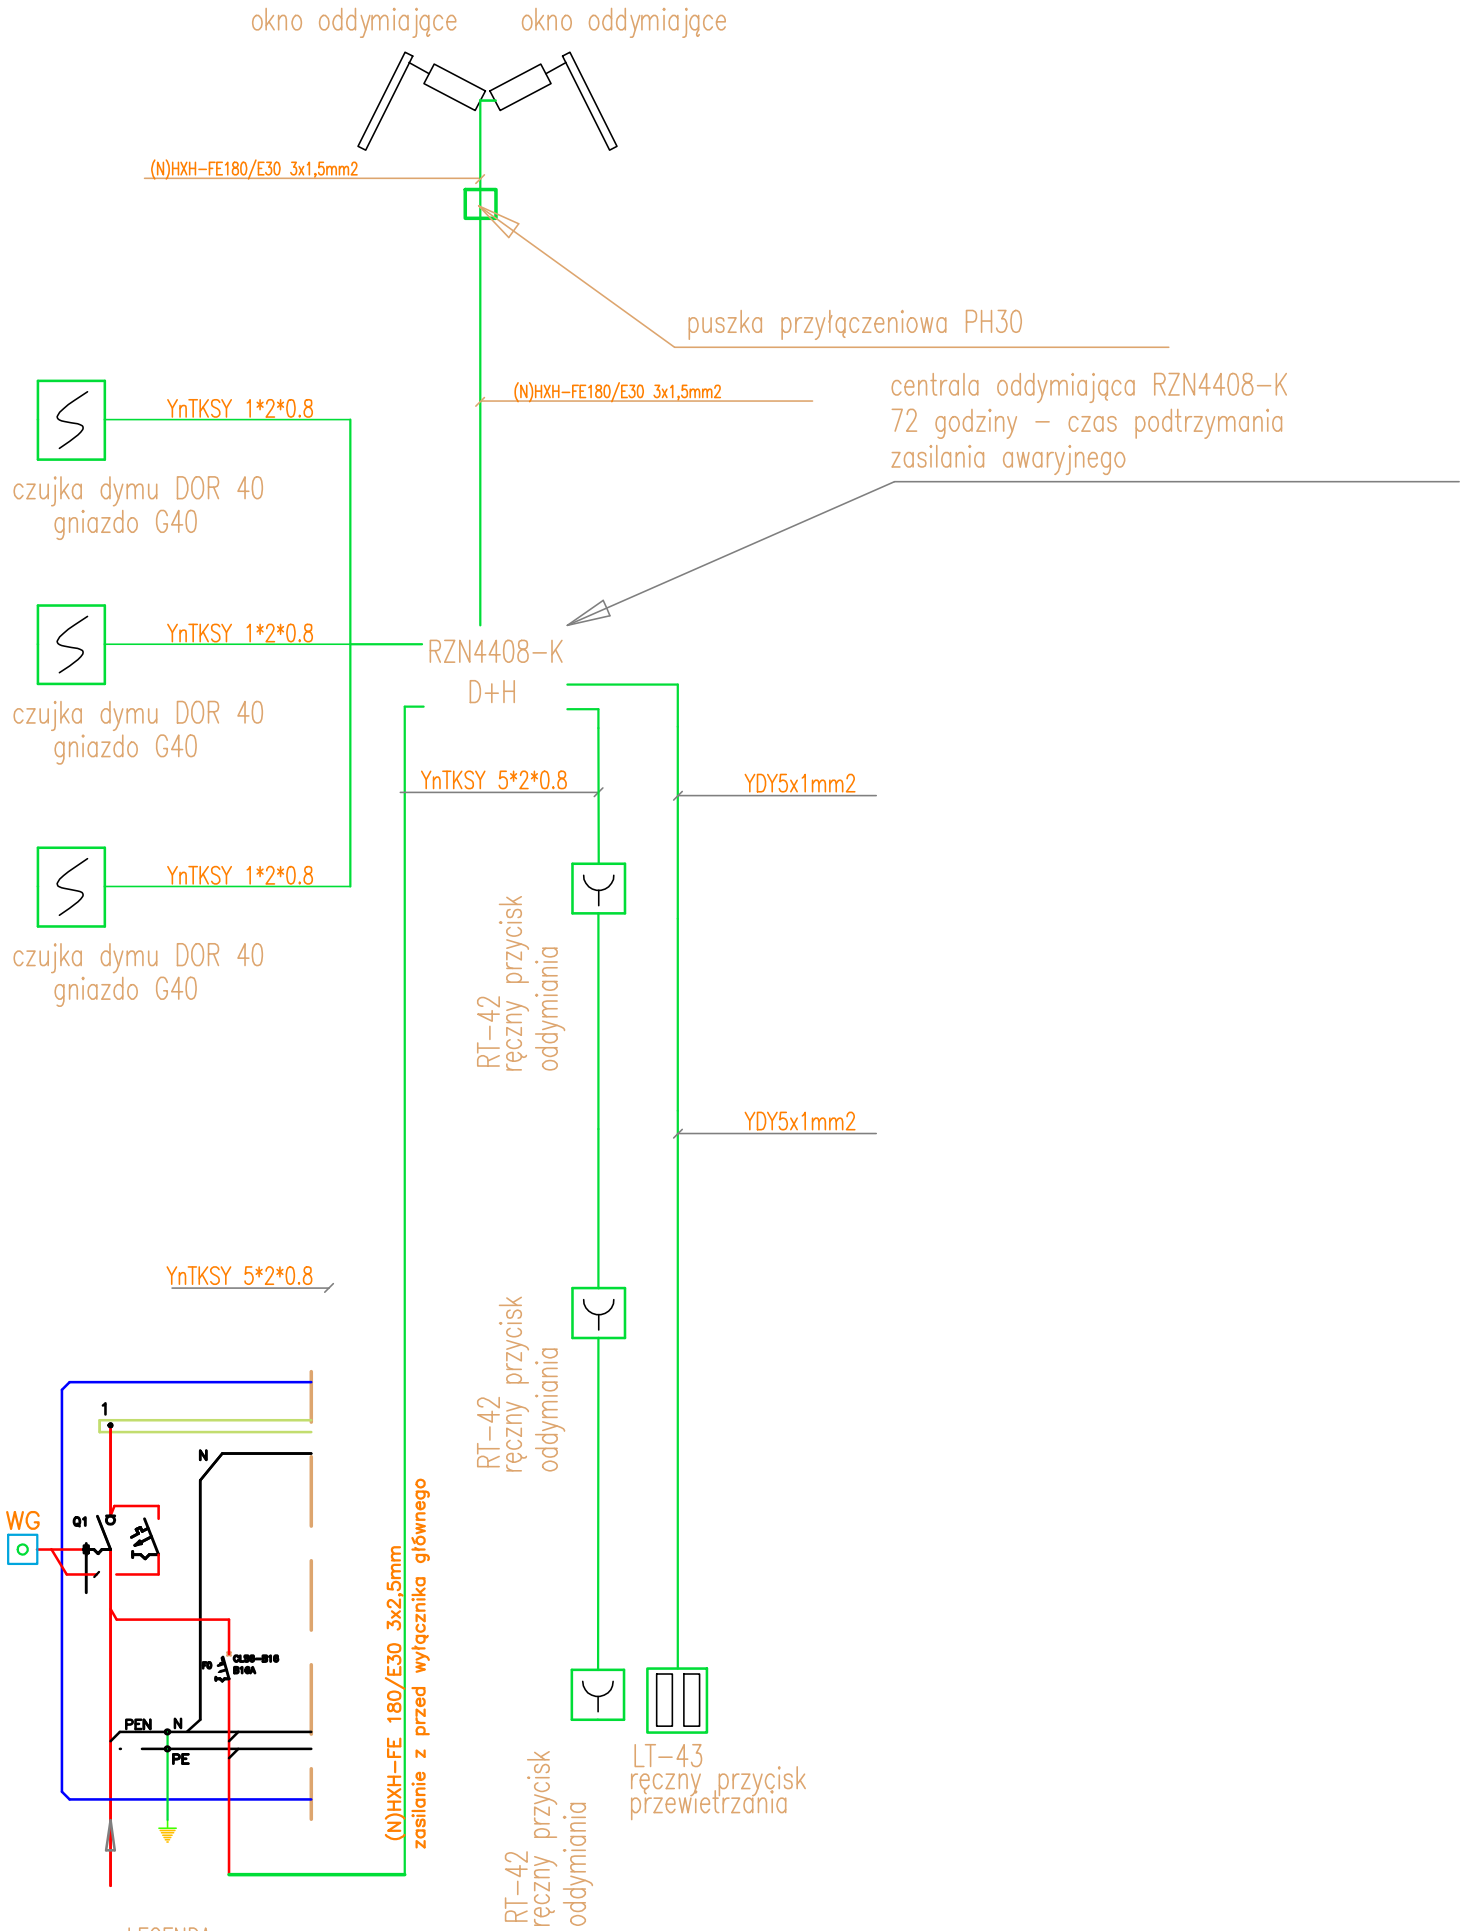 okno oddymiające
okno oddymiające
(N)HXH-FE180/E30 3x1,5mm2
puszka przyłączeniowa PH30
(N)HXH-FE180/E30 3x1,5mm2
centrala oddymiająca RZN4408-K
72 godziny - czas podtrzymania
zasilania awaryjnego
YnTKSY 1*2*0.8
czujka dymu DOR 40
gniazdo G40
YnTKSY 1*2*0.8
czujka dymu DOR 40
gniazdo G40
RZN4408-K
D+H
YnTKSY 5*2*0.8
YDY5x1mm2
YnTKSY 1*2*0.8
czujka dymu DOR 40
gniazdo G40
RT-42
ręczny przycisk
oddymiania
YDY5x1mm2
YnTKSY 5*2*0.8
RT-42
ręczny przycisk
oddymiania
1
N
WG
Q1
F0
CLS6-B16
B16A
PEN
N
PE
(N)HXH-FE 180/E30 3x2,5mm
zasilanie z przed wyłącznika głównego
RT-42
ręczny przycisk
oddymiania
LT-43
ręczny przycisk
przewietrzania
LEGENDA